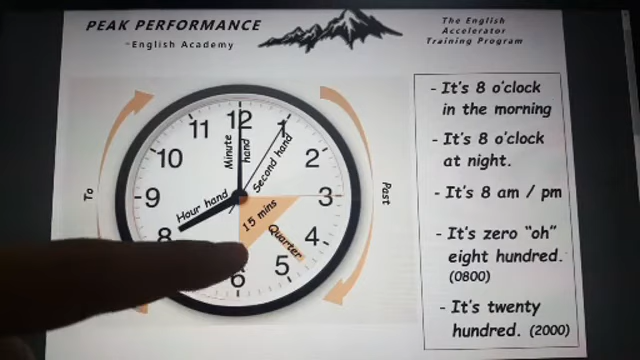 PEAK PERFORMANCE
-English Academy
The English
Accelerator
Training Program
12
1
2
3
4
5
6
8
9
10
11
Minute
hand
Second hand
Hour hand
15 mins
Quarter
To
Past
- It's 8 o'clock
in the morning
- It's 8 o'clock
at night.
- It's 8 am / pm
- It's zero "oh"
eight hundred.
(0800)
- It's twenty
hundred. (2000)